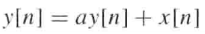 y[n] = ay[n] + x[n]